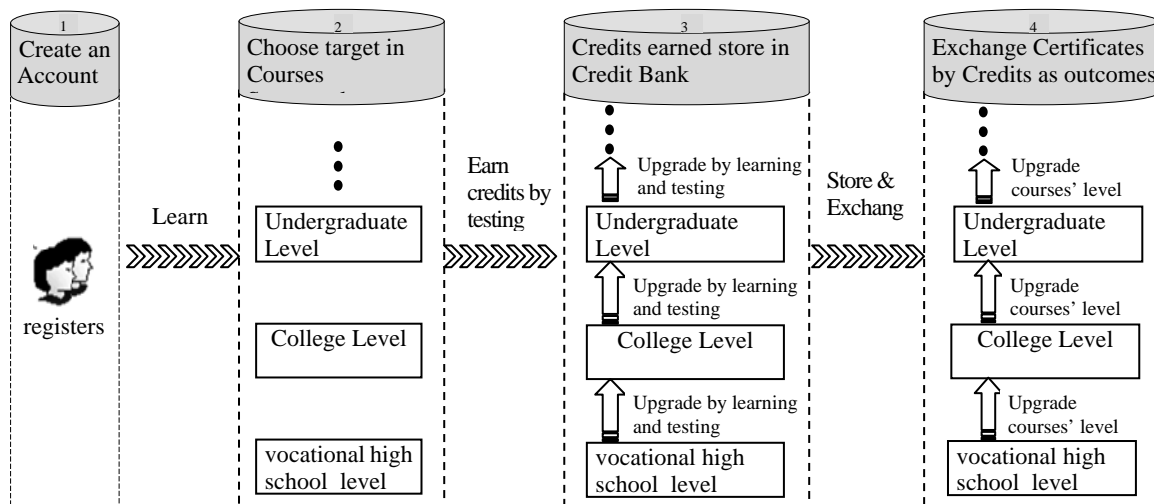 1
Create an
Account
registers
Learn
2
Choose target in
Courses
Undergraduate
Level
College Level
vocational high
school level
Earn
credits by
testing
3
Credits earned store in
Credit Bank
Upgrade by learning
and testing
Undergraduate
Level
Upgrade by learning
and testing
College Level
Upgrade by learning
and testing
vocational high
school level
Store &
Exchang
4
Exchange Certificates
by Credits as outcomes
Upgrade
courses’ level
Undergraduate
Level
Upgrade
courses’ level
College Level
Upgrade
courses’ level
vocational high
school level